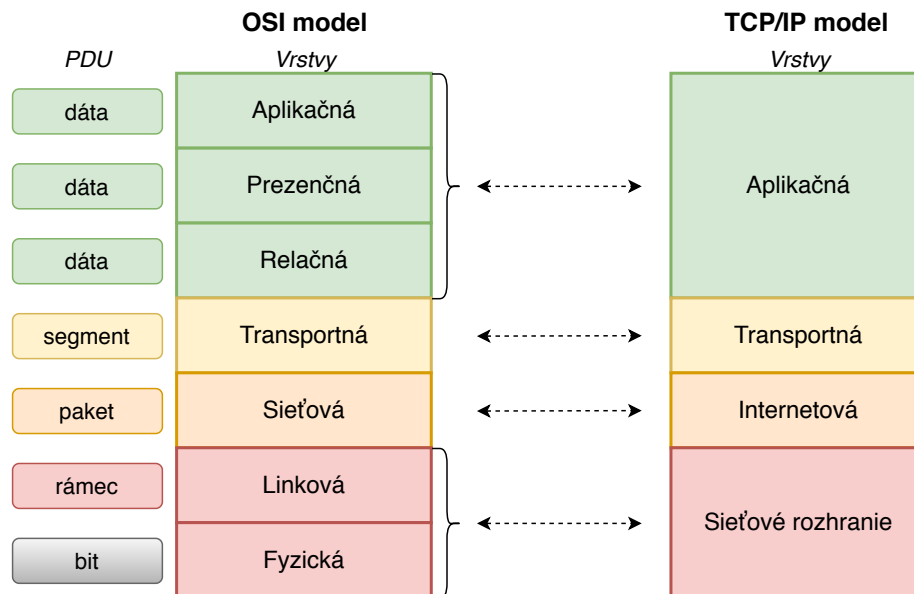 OSI model
TCP/IP model
PDU
Vrstvy
Vrstvy
dáta
Aplikačná
dáta
Prezenčná
Aplikačná
dáta
Relačná
segment
Transportná
Transportná
paket
Sieťová
Internetová
rámec
Linková
Sieťové rozhranie
bit
Fyzická